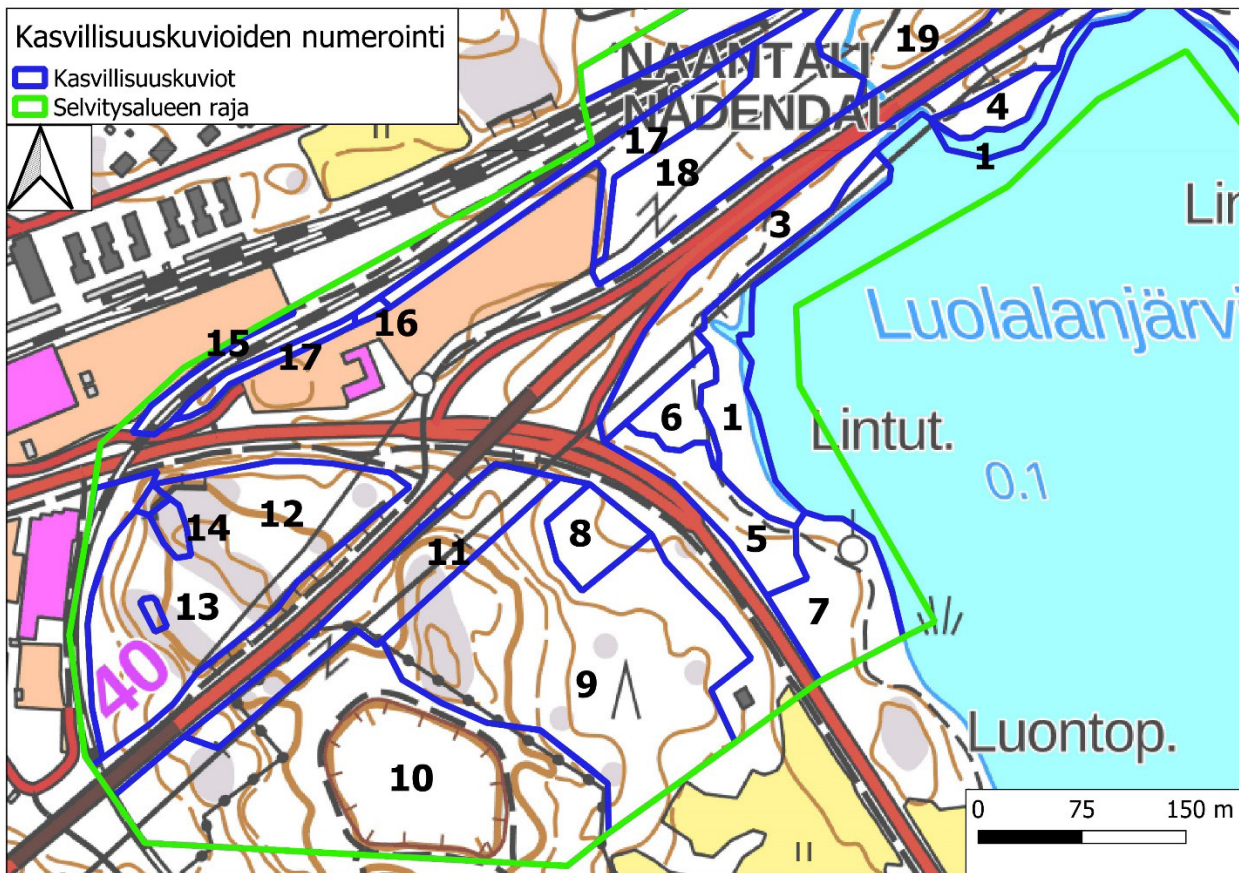 Kasvillisuuskuvioiden numerointi
Kasvillisuuskuviot
Selvitysalueen raja
NAANTALI
NÅDENDAL
19
4
1
17
18
3
Lin
Luolalanjärvi
15
16
17
6
1
Lintut.
0.1
14
12
11
8
5
13
7
40
9
10
Luontop.
0 75 150 m